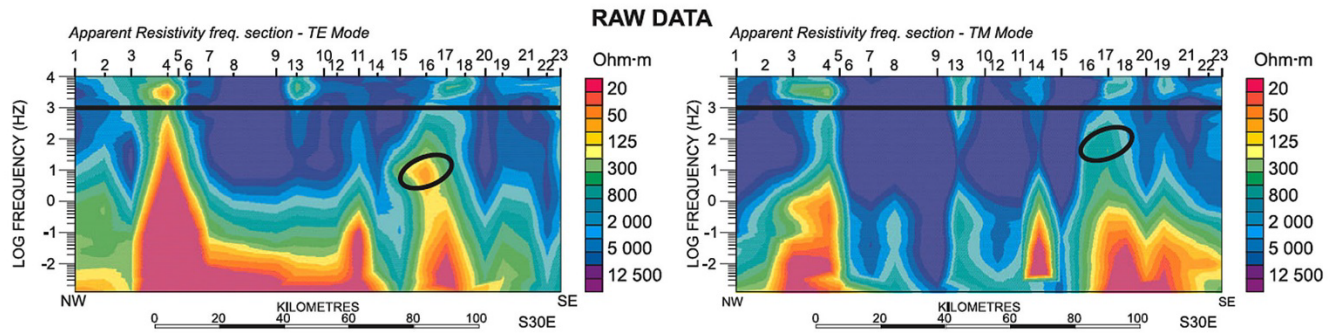 RAW DATA
Apparent Resistivity freq. section - TE Mode
1 2 3 4 5 6 7 8 9 13 10 12 11 14 15 16 17 18 20 19 21 22 23
Ohm·m
LOG FREQUENCY (HZ)
4
3
2
1
0
-1
-2
20
50
125
300
800
2 000
5 000
12 500
NW
SE
KILOMETRES
0 20 40 60 80 100
S30E
Apparent Resistivity freq. section - TM Mode
1 2 3 4 5 6 7 8 9 13 10 12 11 14 15 16 17 18 20 19 21 22 23
Ohm·m
LOG FREQUENCY (HZ)
4
3
2
1
0
-1
-2
20
50
125
300
800
2 000
5 000
12 500
NW
SE
KILOMETRES
0 20 40 60 80 100
S30E